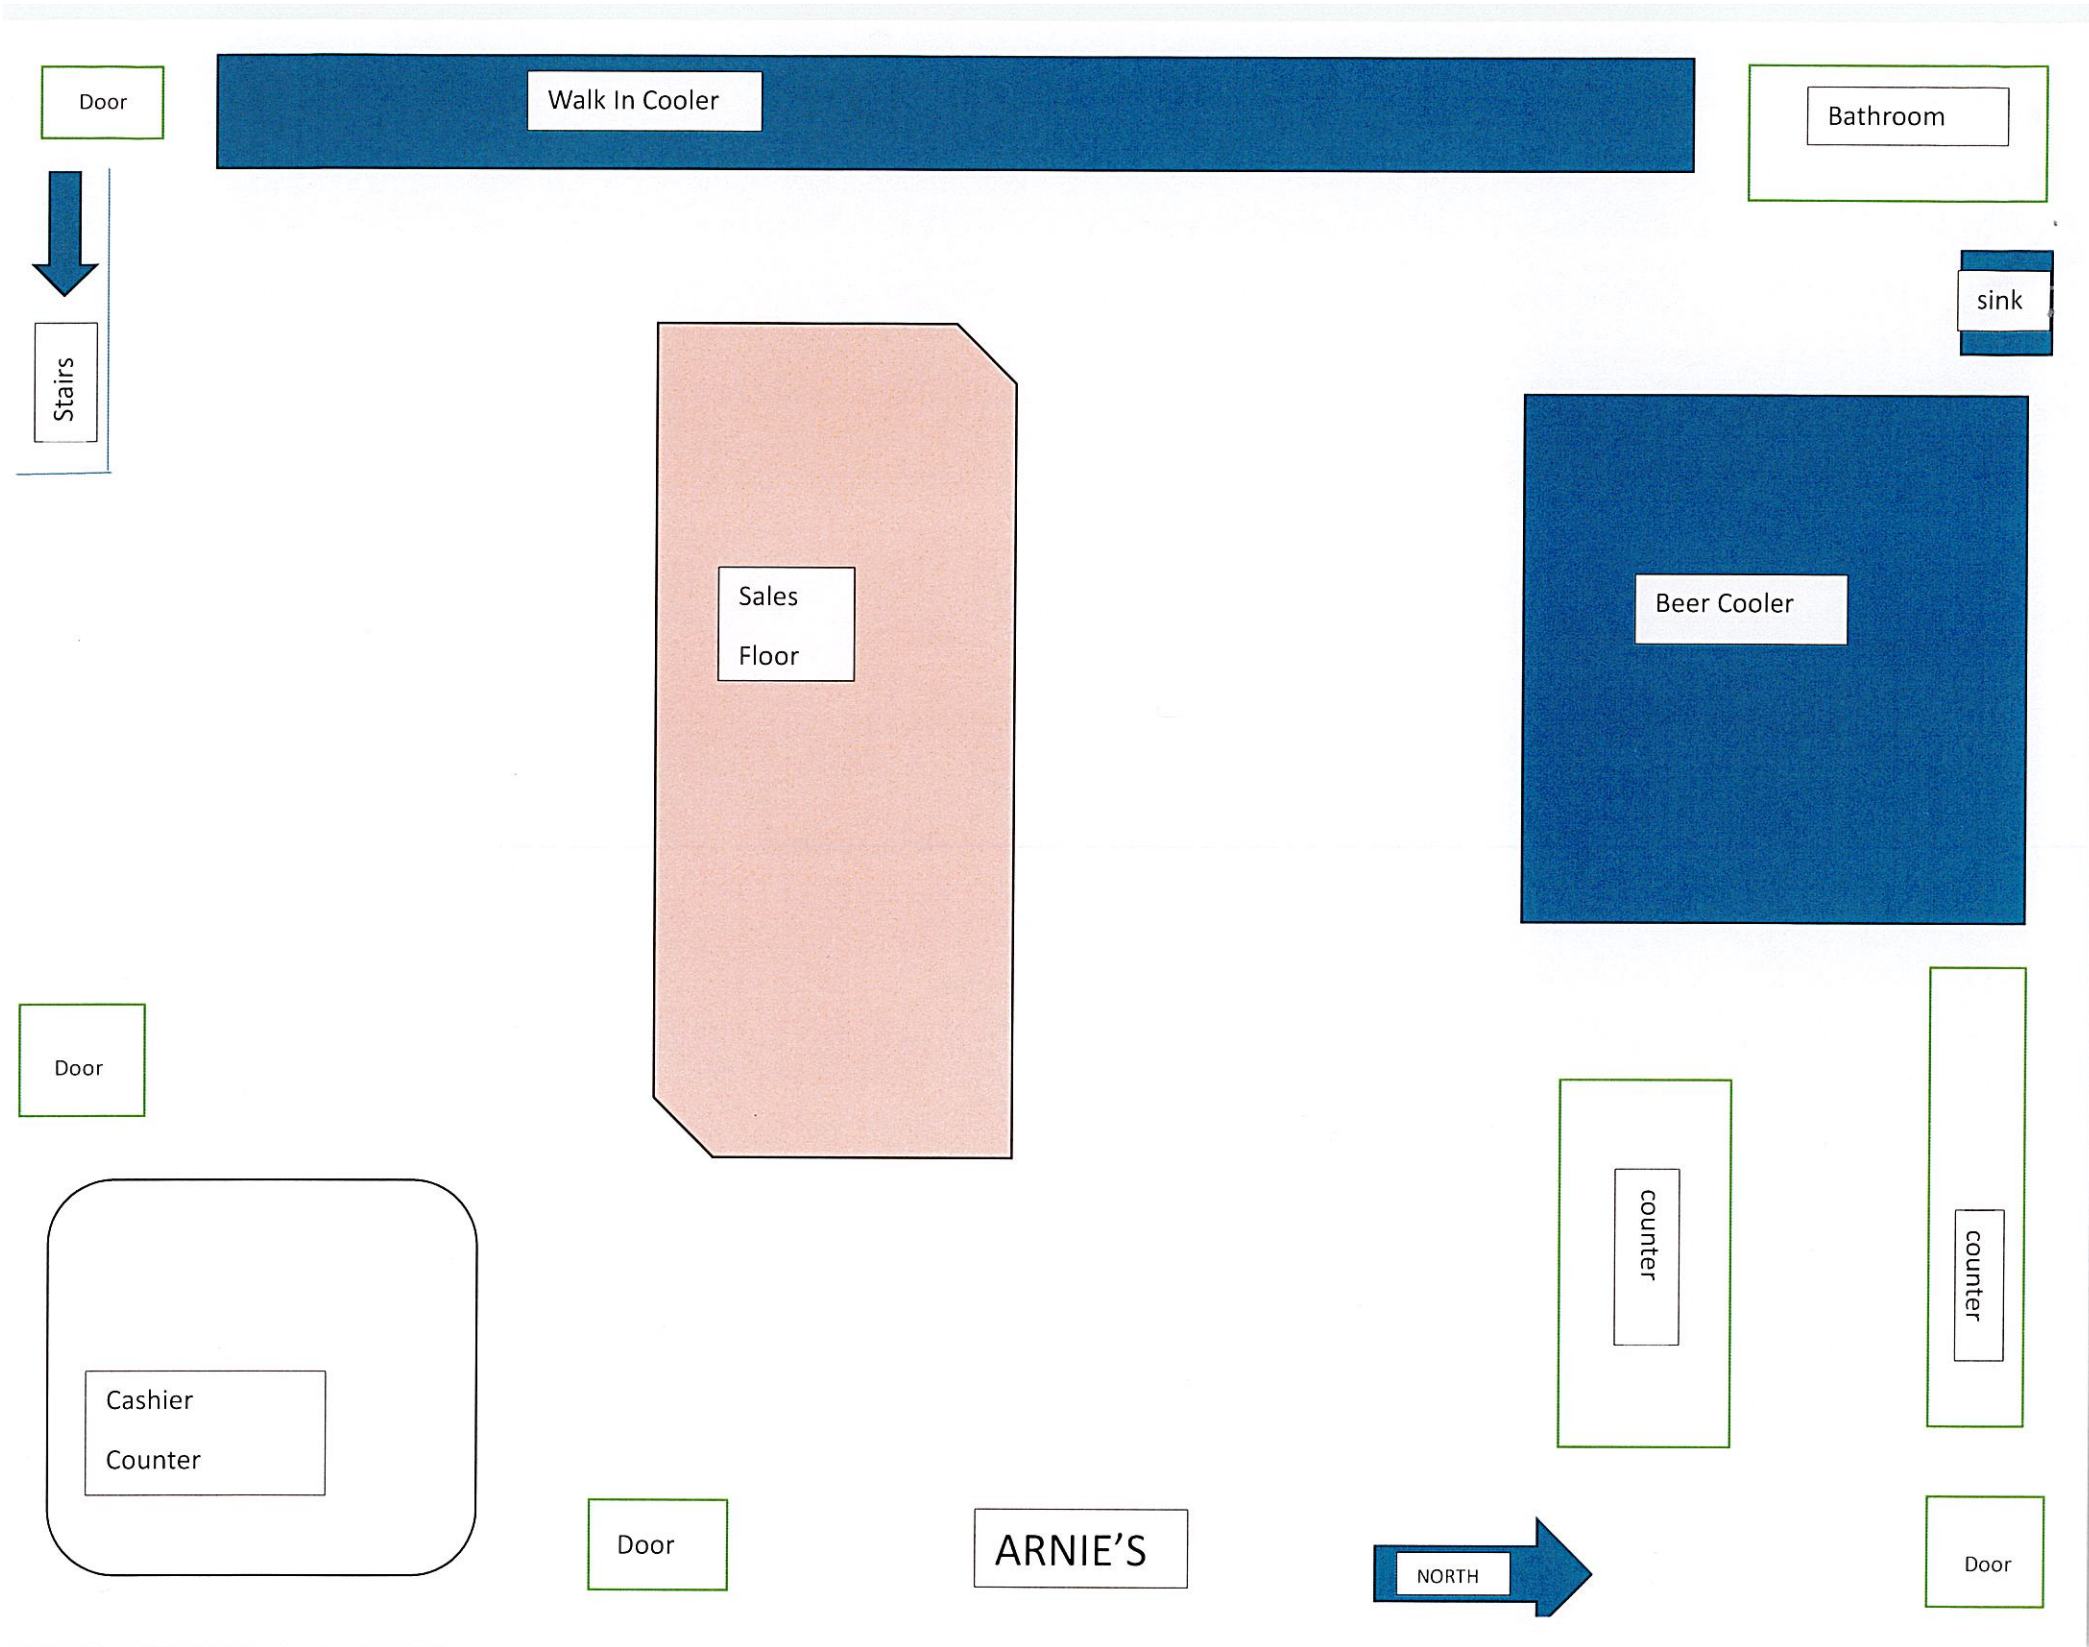 Door
Walk In Cooler
Bathroom
sink
Stairs
Sales
Floor
Beer Cooler
Door
counter
counter
Cashier
Counter
Door
ARNIE’S
NORTH
Door